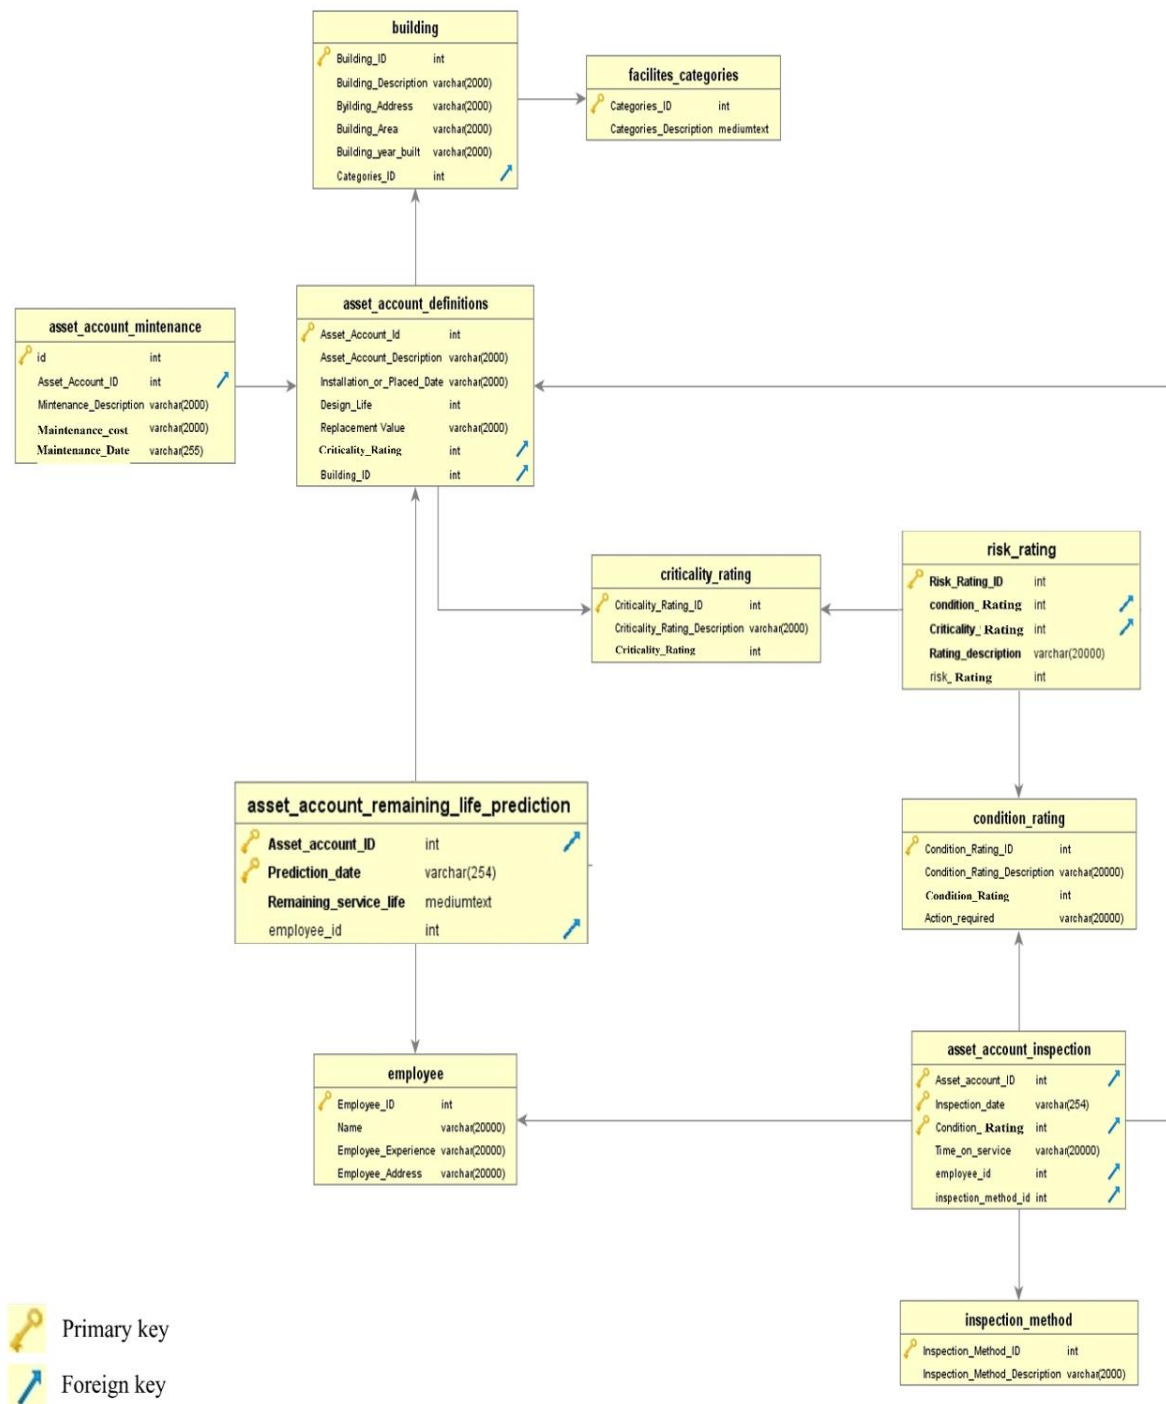 building
Building_ID int
Building_Description varchar(2000)
Byilding_Address varchar(2000)
Building_Area varchar(2000)
Building_year_built varchar(2000)
Categories_ID int
facilites_categories
Categories_ID int
Categories_Description mediumtext
asset_account_mintenance
id int
Asset_Account_ID int
Mintenance_Description varchar(2000)
Maintenance_cost varchar(2000)
Maintenance_Date varchar(255)
asset_account_definitions
Asset_Account_Id int
Asset_Account_Description varchar(2000)
Installation_or_Placed_Date varchar(2000)
Design_Life int
Replacement Value varchar(2000)
Criticality_Rating int
Building_ID int
criticality_rating
Criticality_Rating_ID int
Criticality_Rating_Description varchar(2000)
Criticality_Rating int
risk_rating
Risk_Rating_ID int
condition_ Rating int
Criticality_ Rating int
Rating_description varchar(20000)
risk_ Rating int
asset_account_remaining_life_prediction
Asset_account_ID int
Prediction_date varchar(254)
Remaining_service_life mediumtext
employee_id int
condition_rating
Condition_Rating_ID int
Condition_Rating_Description varchar(20000)
Condition_Rating int
Action_required varchar(20000)
employee
Employee_ID int
Name varchar(20000)
Employee_Experience varchar(20000)
Employee_Address varchar(20000)
asset_account_inspection
Asset_account_ID int
Inspection_date varchar(254)
Condition_ Rating int
Time_on_service varchar(20000)
employee_id int
inspection_method_id int
inspection_method
Inspection_Method_ID int
Inspection_Method_Description varchar(2000)
Primary key
Foreign key